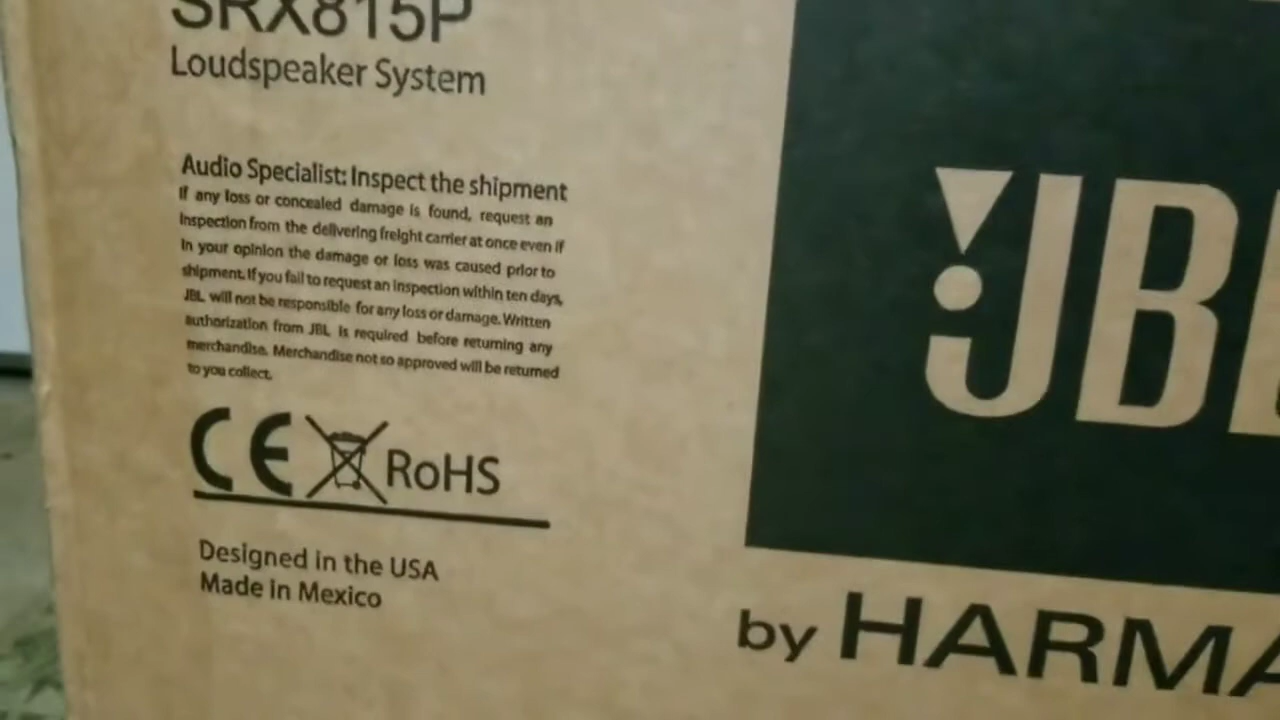 SRX815P
Loudspeaker System
Audio Specialist: Inspect the shipment
If any loss or concealed damage is found, request an
inspection from the delivering freight carrier at once even if
in your opinion the damage or loss was caused prior to
shipment. If you fail to request an inspection within ten days,
JBL will not be responsible for any loss or damage. Written
authorization from JBL is required before returning any
merchandise. Merchandise not so approved will be returned
to you collect.
CE RoHS
Designed in the USA
Made in Mexico
JBL
by HARMA